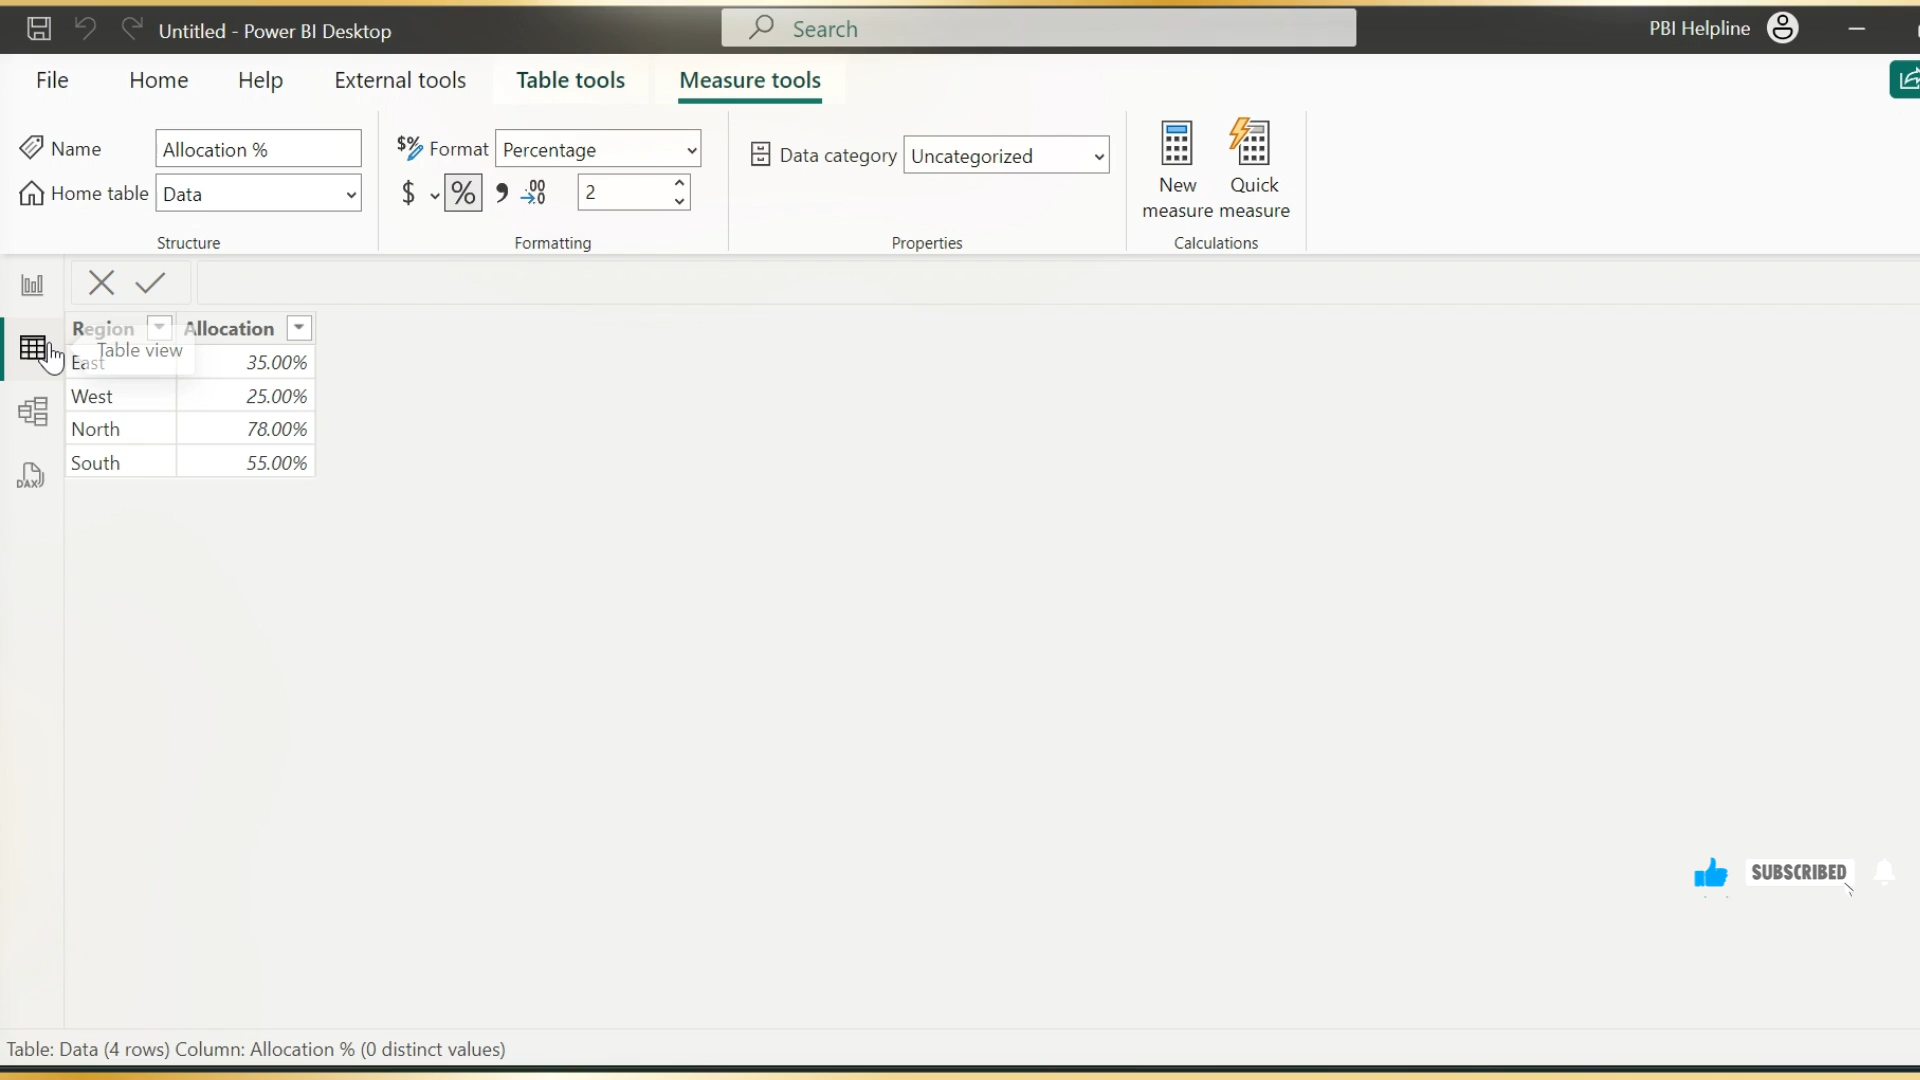 Untitled - Power BI Desktop
Search
PBI Helpline
File Home Help External tools Table tools Measure tools
Name Allocation % $% Format Percentage Data category Uncategorized
Home table Data $ % 9 .00 2
New measure
Quick measure
Structure Formatting Properties Calculations
Region Allocation
Table view
East 35.00%
West 25.00%
North 78.00%
South 55.00%
DAX
SUBSCRIBED
Table: Data (4 rows) Column: Allocation % (0 distinct values)